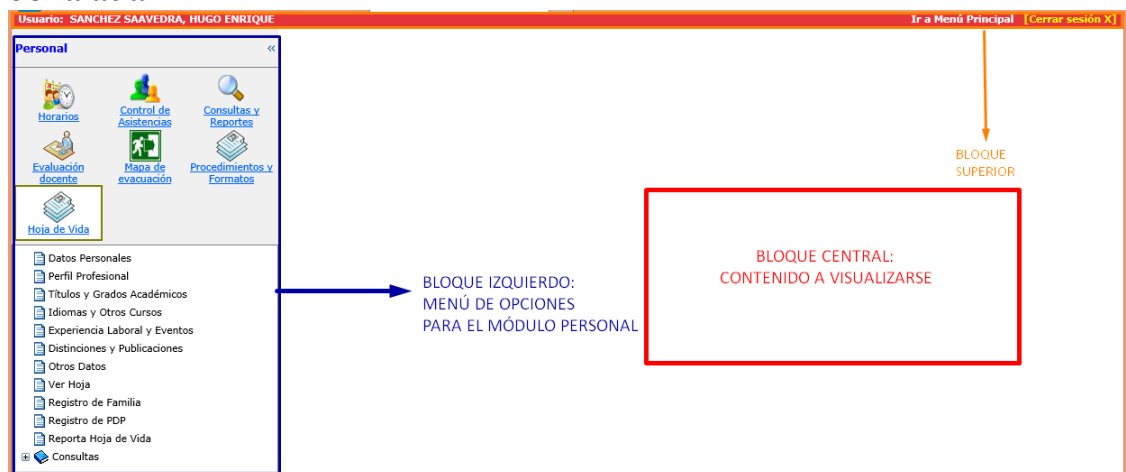 Usuario: SANCHEZ SAAVEDRA, HUGO ENRIQUE
Ir a Menú Principal [Cerrar sesión X]
Personal «
Horarios
Control de
Asistencias
Consultas y
Reportes
Evaluación
docente
Mapa de
evacuación
Procedimientos y
Formatos
Hoja de Vida
Datos Personales
Perfil Profesional
Títulos y Grados Académicos
Idiomas y Otros Cursos
Experiencia Laboral y Eventos
Distinciones y Publicaciones
Otros Datos
Ver Hoja
Registro de Familia
Registro de PDP
Reporta Hoja de Vida
Consultas
BLOQUE IZQUIERDO:
MENÚ DE OPCIONES
PARA EL MÓDULO PERSONAL
BLOQUE
SUPERIOR
BLOQUE CENTRAL:
CONTENIDO A VISUALIZARSE